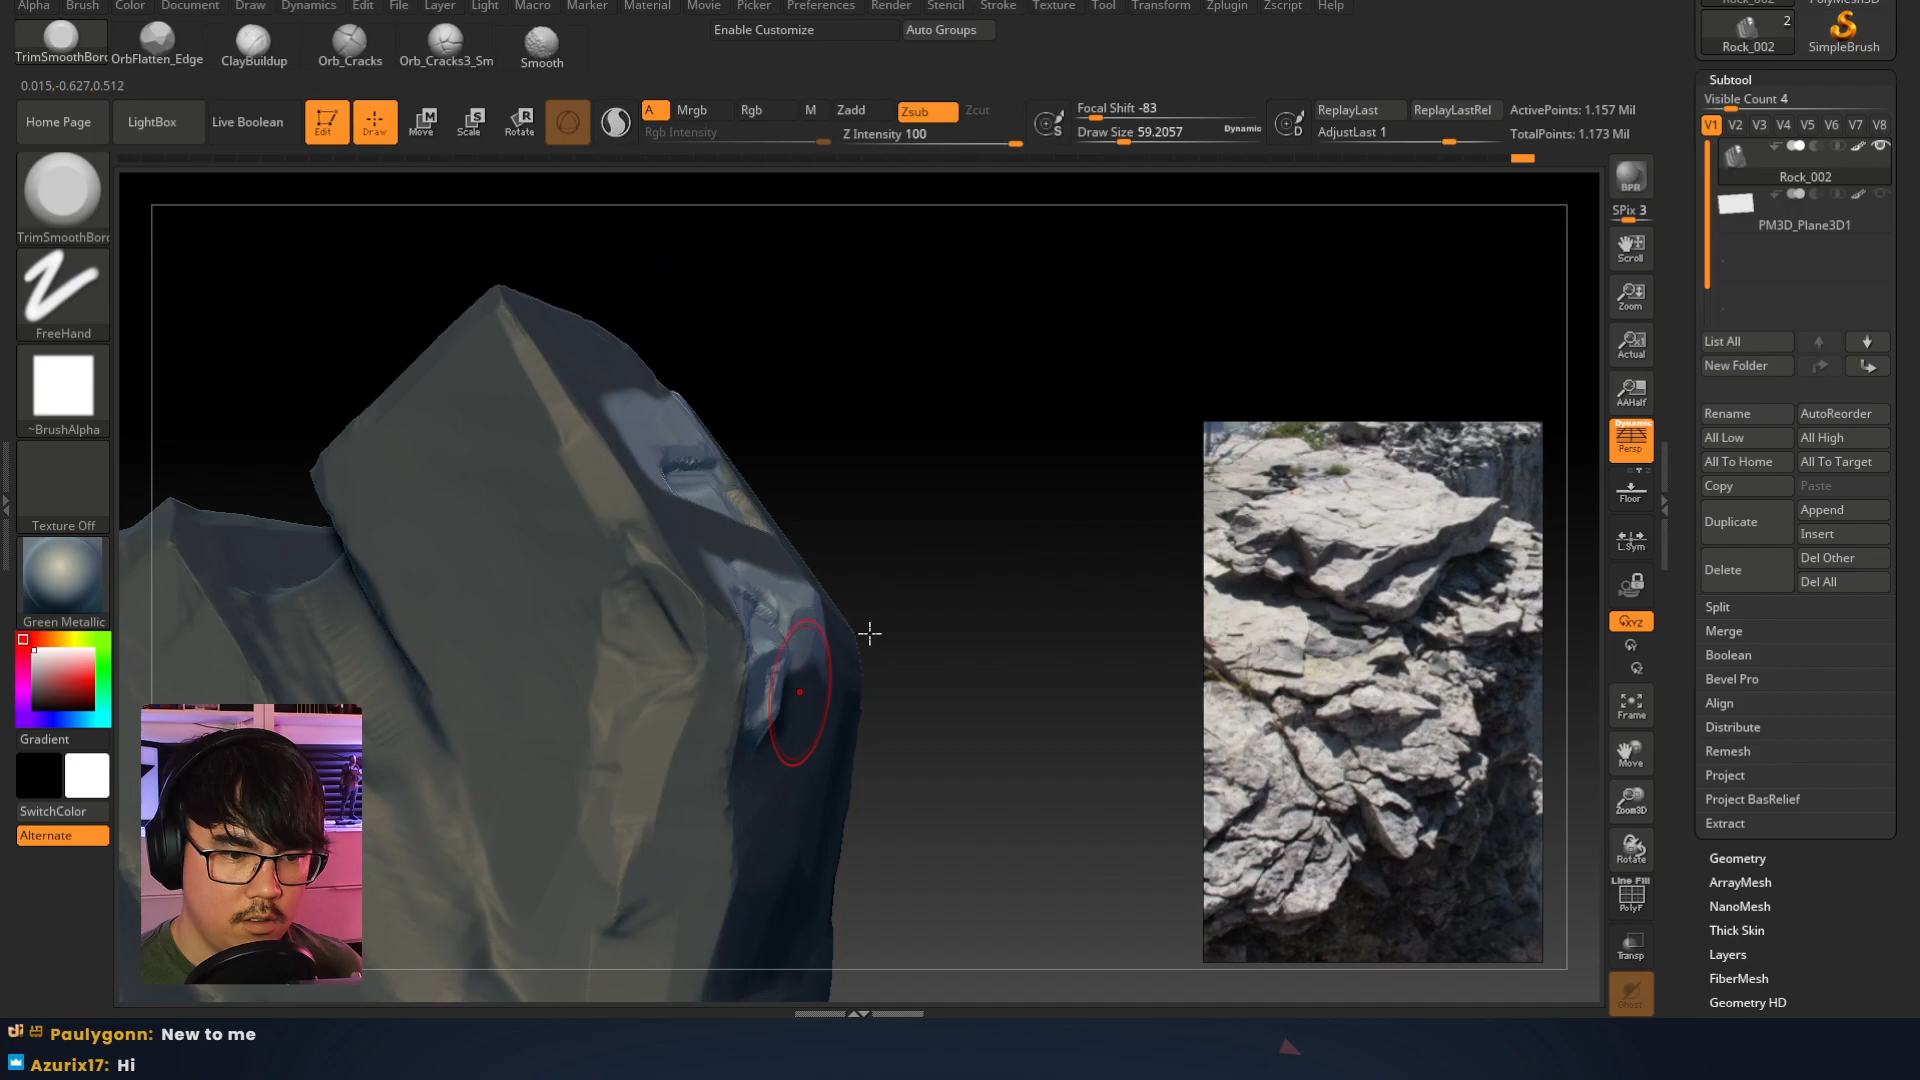 Alpha Brush Color Document Draw Dynamics Edit File Layer Light Macro Marker Material Movie Picker Preferences Render Stencil Stroke Texture Tool Transform Zplugin Zscript Help
TrimSmoothBorc OrbFlatten_Edge ClayBuildup Orb_Cracks Orb_Cracks3_Sm Smooth
Enable Customize Auto Groups
Rock_002 2 SimpleBrush
0.015,-0.627,0.512
Home Page LightBox Live Boolean Edit Draw Move Scale Rotate
A Mrgb Rgb M Zadd Zsub Zcut
Rgb Intensity Z Intensity 100
Focal Shift -83
Draw Size 59.2057 Dynamic
S D
ReplayLast ReplayLastRel
AdjustLast 1
ActivePoints: 1.157 Mil
TotalPoints: 1.173 Mil
TrimSmoothBorc
FreeHand
~BrushAlpha
Texture Off
Green Metallic
Gradient
SwitchColor
Alternate
BPR
SPix 3
Scroll
Zoom
Actual
AAHalf
Dynamic
Persp
Floor
L.Sym
XYZ
Frame
Move
Zoom3D
Rotate
Line Fill
PolyF
Transp
Ghost
Subtool
Visible Count 4
V1 V2 V3 V4 V5 V6 V7 V8
Rock_002
PM3D_Plane3D1
List All
New Folder
Rename AutoReorder
All Low All High
All To Home All To Target
Copy Paste
Duplicate Append
Insert
Delete Del Other
Del All
Split
Merge
Boolean
Bevel Pro
Align
Distribute
Remesh
Project
Project BasRelief
Extract
Geometry
ArrayMesh
NanoMesh
Thick Skin
Layers
FiberMesh
Geometry HD
Paulygonn: New to me
Azurix17: Hi